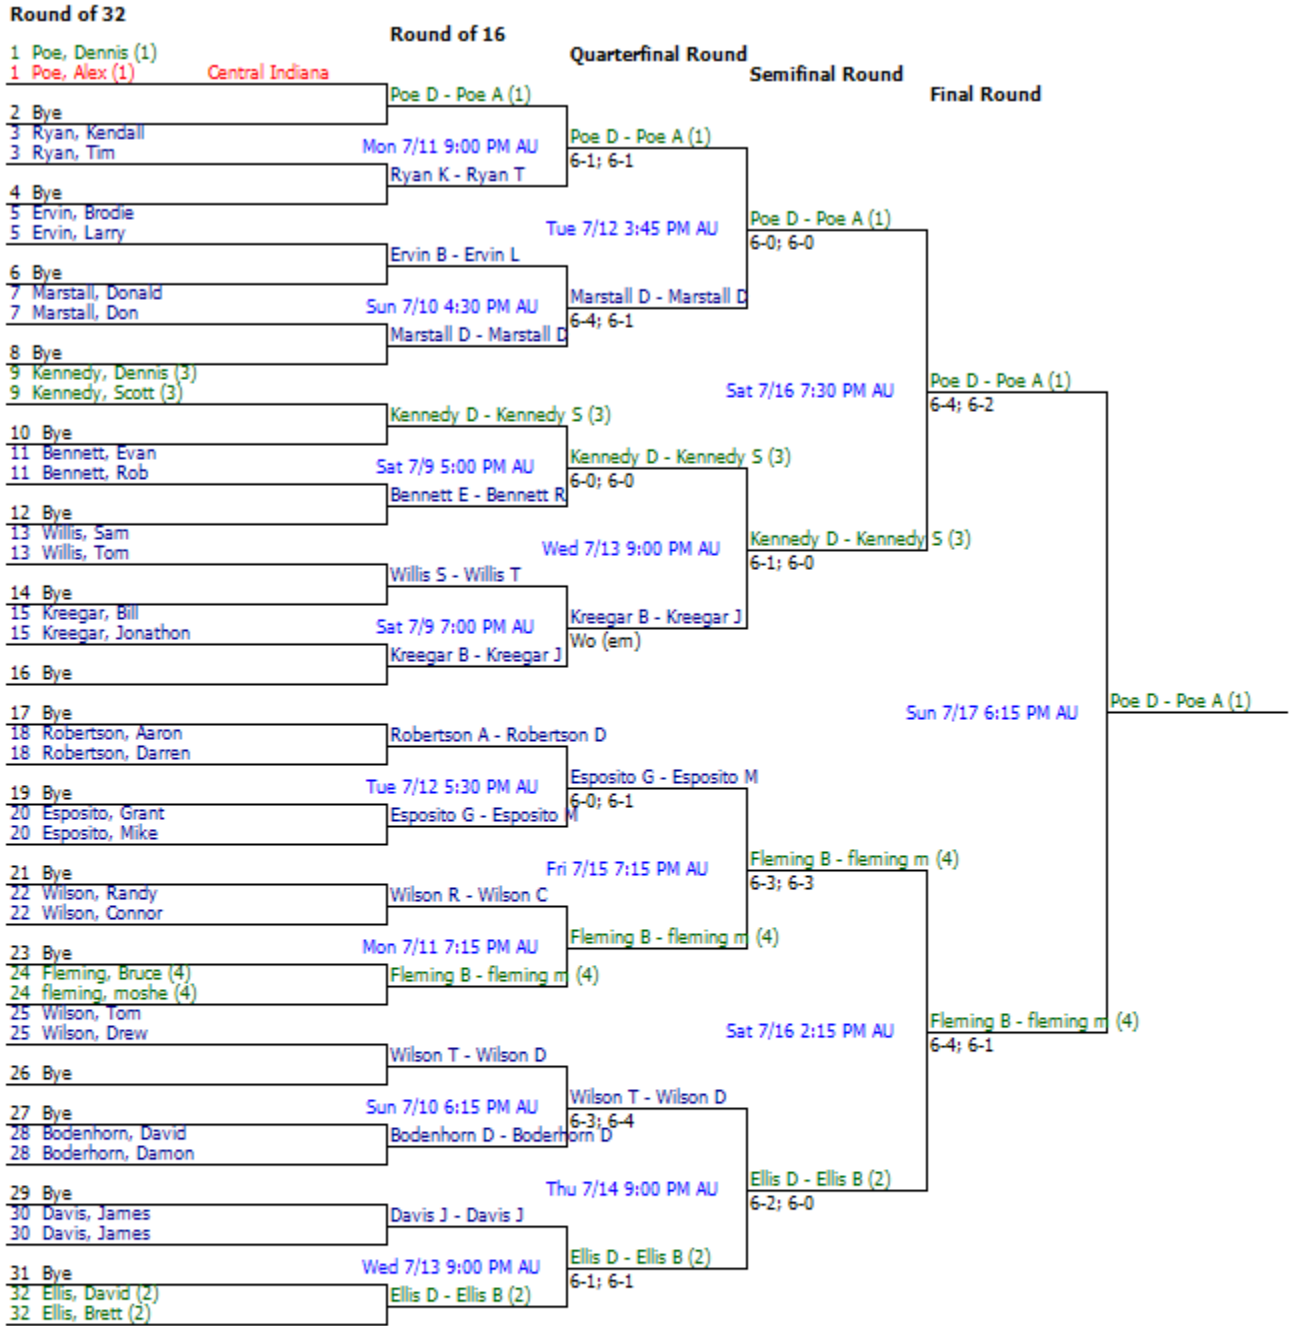 Round of 32
Round of 16
Quarterfinal Round
Semifinal Round
Final Round
1 Poe, Dennis (1)
1 Poe, Alex (1) Central Indiana
2 Bye
3 Ryan, Kendall
3 Ryan, Tim
4 Bye
5 Ervin, Brodie
5 Ervin, Larry
6 Bye
7 Marstall, Donald
7 Marstall, Don
8 Bye
9 Kennedy, Dennis (3)
9 Kennedy, Scott (3)
10 Bye
11 Bennett, Evan
11 Bennett, Rob
12 Bye
13 Willis, Sam
13 Willis, Tom
14 Bye
15 Kreegar, Bill
15 Kreegar, Jonathon
16 Bye
17 Bye
18 Robertson, Aaron
18 Robertson, Darren
19 Bye
20 Esposito, Grant
20 Esposito, Mike
21 Bye
22 Wilson, Randy
22 Wilson, Connor
23 Bye
24 Fleming, Bruce (4)
24 fleming, moshe (4)
25 Wilson, Tom
25 Wilson, Drew
26 Bye
27 Bye
28 Bodenhorn, David
28 Boderhorn, Damon
29 Bye
30 Davis, James
30 Davis, James
31 Bye
32 Ellis, David (2)
32 Ellis, Brett (2)
Poe D - Poe A (1)
Mon 7/11 9:00 PM AU
Ryan K - Ryan T
Ervin B - Ervin L
Sun 7/10 4:30 PM AU
Marstall D - Marstall D
Kennedy D - Kennedy S (3)
Sat 7/9 5:00 PM AU
Bennett E - Bennett R
Willis S - Willis T
Sat 7/9 7:00 PM AU
Kreegar B - Kreegar J
Robertson A - Robertson D
Tue 7/12 5:30 PM AU
Esposito G - Esposito M
Wilson R - Wilson C
Mon 7/11 7:15 PM AU
Fleming B - fleming m (4)
Wilson T - Wilson D
Sun 7/10 6:15 PM AU
Bodenhorn D - Boderhorn D
Davis J - Davis J
Wed 7/13 9:00 PM AU
Ellis D - Ellis B (2)
Poe D - Poe A (1)
6-1; 6-1
Tue 7/12 3:45 PM AU
Marstall D - Marstall D
6-4; 6-1
Kennedy D - Kennedy S (3)
6-0; 6-0
Wed 7/13 9:00 PM AU
Kreegar B - Kreegar J
Wo (em)
Esposito G - Esposito M
6-0; 6-1
Fri 7/15 7:15 PM AU
Fleming B - fleming m (4)
Wilson T - Wilson D
6-3; 6-4
Thu 7/14 9:00 PM AU
Ellis D - Ellis B (2)
6-1; 6-1
Poe D - Poe A (1)
6-0; 6-0
Sat 7/16 7:30 PM AU
Kennedy D - Kennedy S (3)
6-1; 6-0
Fleming B - fleming m (4)
6-3; 6-3
Sat 7/16 2:15 PM AU
Ellis D - Ellis B (2)
6-2; 6-0
Poe D - Poe A (1)
6-4; 6-2
Sun 7/17 6:15 PM AU
Fleming B - fleming m (4)
6-4; 6-1
Poe D - Poe A (1)